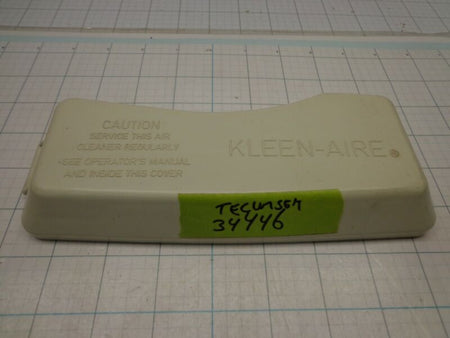 CAUTION
SERVICE THIS AIR
CLEANER REGULARLY
*SEE OPERATOR'S MANUAL
AND INSIDE THIS COVER
KLEEN-AIRE®
TECUMSEH
34446